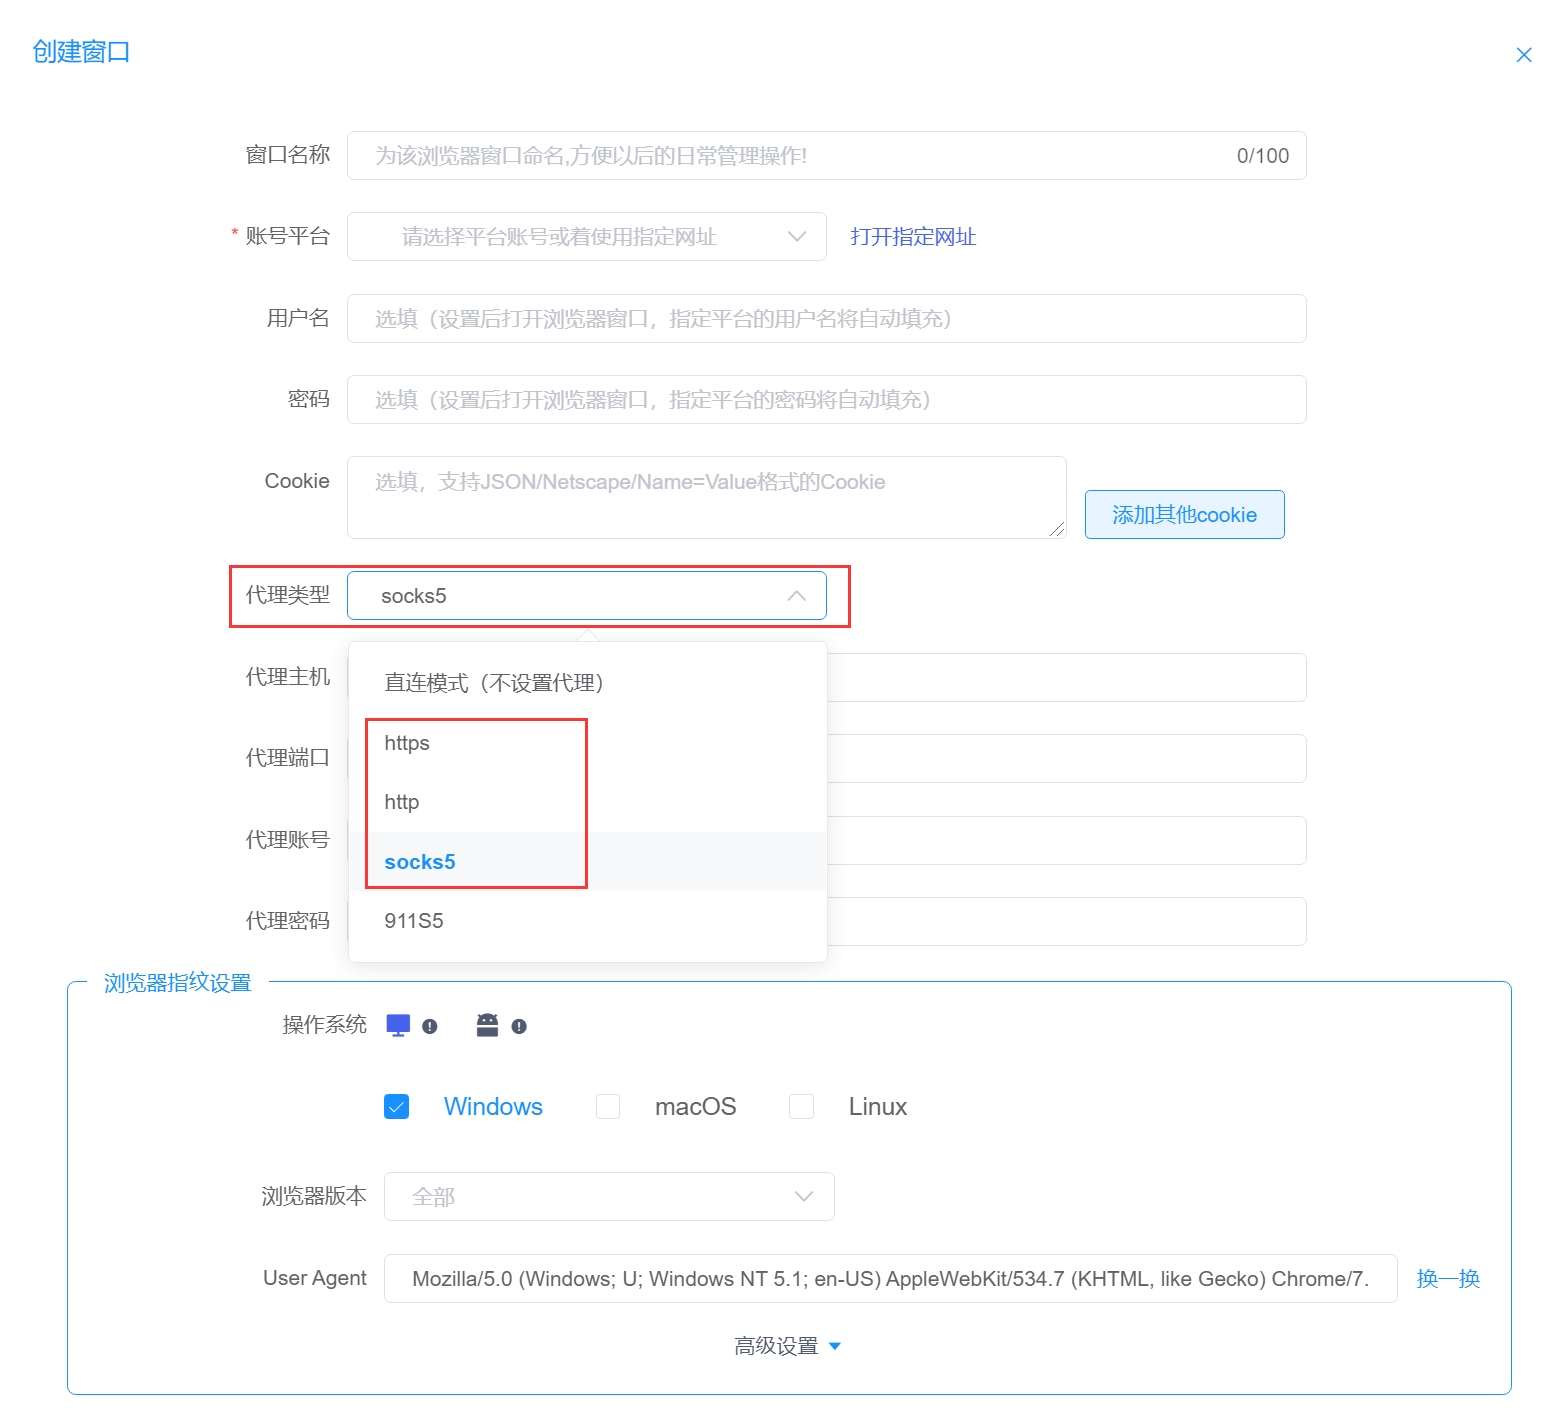 创建窗口
窗口名称 为该浏览器窗口命名,方便以后的日常管理操作! 0/100
* 账号平台 请选择平台账号或着使用指定网址 打开指定网址
用户名 选填（设置后打开浏览器窗口，指定平台的用户名将自动填充）
密码 选填（设置后打开浏览器窗口，指定平台的密码将自动填充）
Cookie 选填，支持JSON/Netscape/Name=Value格式的Cookie
添加其他cookie
代理类型 socks5
代理主机
直连模式（不设置代理）
https
代理端口
http
代理账号
socks5
代理密码 911S5
浏览器指纹设置
操作系统
Windows macOS Linux
浏览器版本 全部
User Agent Mozilla/5.0 (Windows; U; Windows NT 5.1; en-US) AppleWebKit/534.7 (KHTML, like Gecko) Chrome/7. 换一换
高级设置